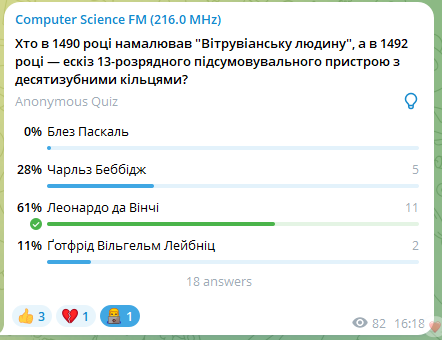 Computer Science FM (216.0 MHz)
Хто в 1490 році намалював "Вітрувіанську людину", а в 1492
році — ескіз 13-розрядного підсумовувального пристрою з
десятизубними кільцями?
Anonymous Quiz
0% Блез Паскаль
28% Чарльз Беббідж 5
61% Леонардо да Вінчі 11
11% Ґотфрід Вільгельм Лейбніц 2
18 answers
3 1 1 82 16:18